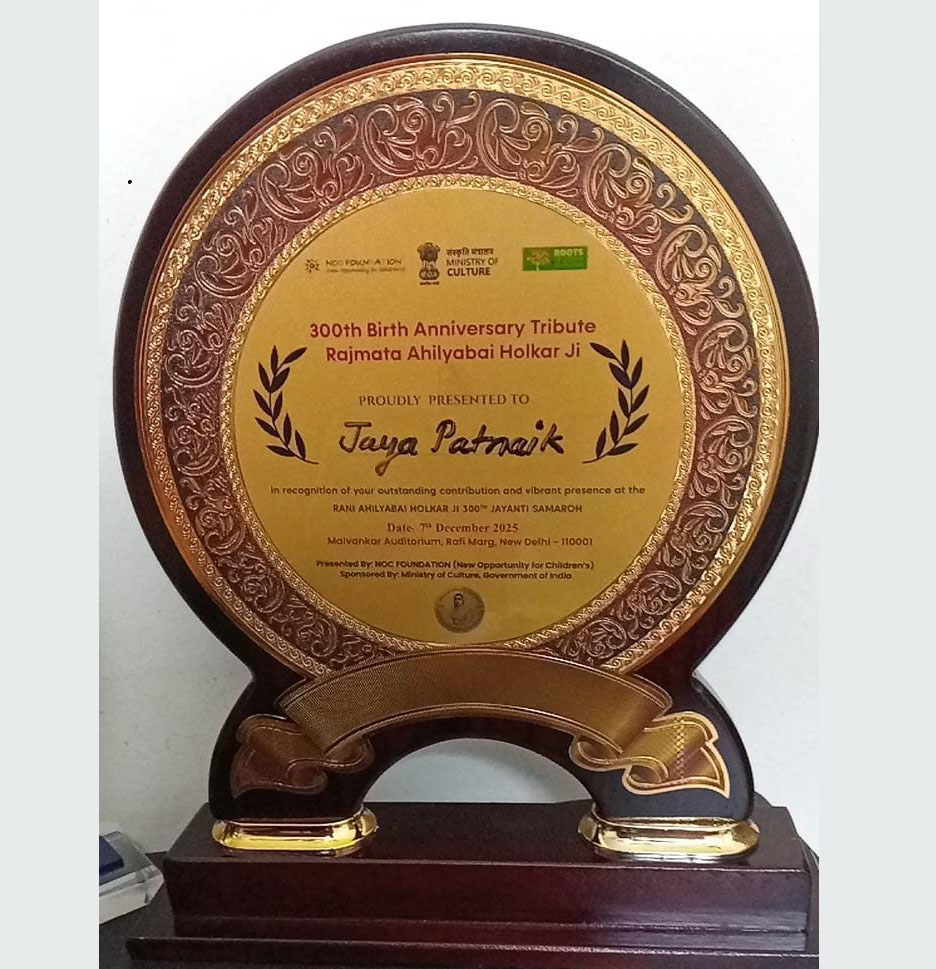 NOC FOUNDATION
संस्कृति मंत्रालय
MINISTRY OF
CULTURE
ROOTS
300th Birth Anniversary Tribute
Rajmata Ahilyabai Holkar Ji
PROUDLY PRESENTED TO
Jaya Patnaik
In recognition of your outstanding contribution and vibrant presence at the
RANI AHILYABAI HOLKAR JI 300TH JAYANTI SAMAROH
Date: 7th December 2025
Malvankar Auditorium, Rafi Marg, New Delhi – 110001
Presented By: NOC FOUNDATION (New Opportunity for Children's)
Sponsored By: Ministry of Culture, Government of India